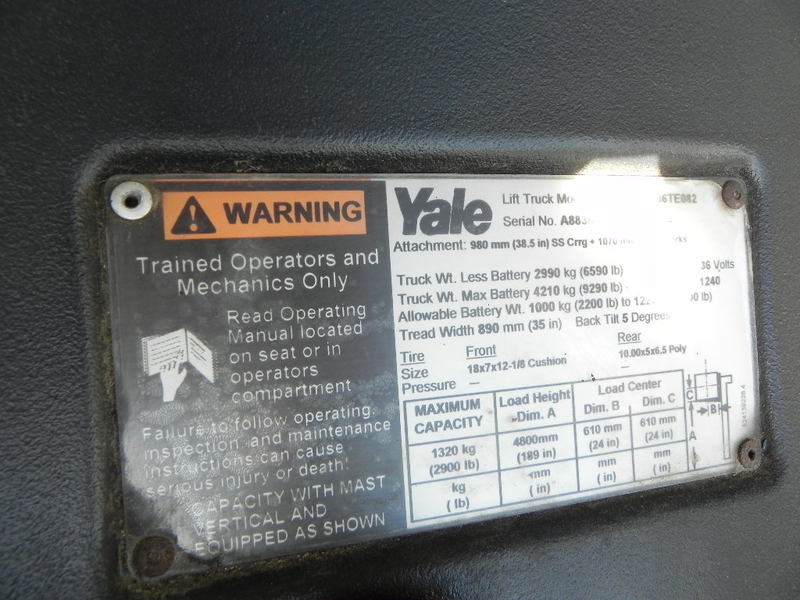 WARNING
Trained Operators and
Mechanics Only
Read Operating
Manual located
on seat or in
operators
compartment
Failure to follow operating,
inspection, and maintenance
instructions can cause
serious injury or death!
CAPACITY WITH MAST
VERTICAL AND
EQUIPPED AS SHOWN
Yale
Lift Truck Mo 6TE082
Serial No. A883
Attachment: 980 mm (38.5 in) SS Crrg + 1070
Truck Wt. Less Battery 2990 kg (6590 lb) 36 Volts
Truck Wt. Max Battery 4210 kg (9290 lb) 1240
Allowable Battery Wt. 1000 kg (2200 lb) to lb)
Tread Width 890 mm (35 in) Back Tilt 5 Degrees
Tire Front Rear
Size 18x7x12-1/8 Cushion 10.00x5x6.5 Poly
Pressure — —
MAXIMUM CAPACITY Load Height Dim. A Load Center Dim. B Dim. C
1320 kg 4800mm 610 mm 610 mm
(2900 lb) (189 in) (24 in) (24 in)
kg mm mm mm
( lb) ( in) ( in) ( in)
C
B
A